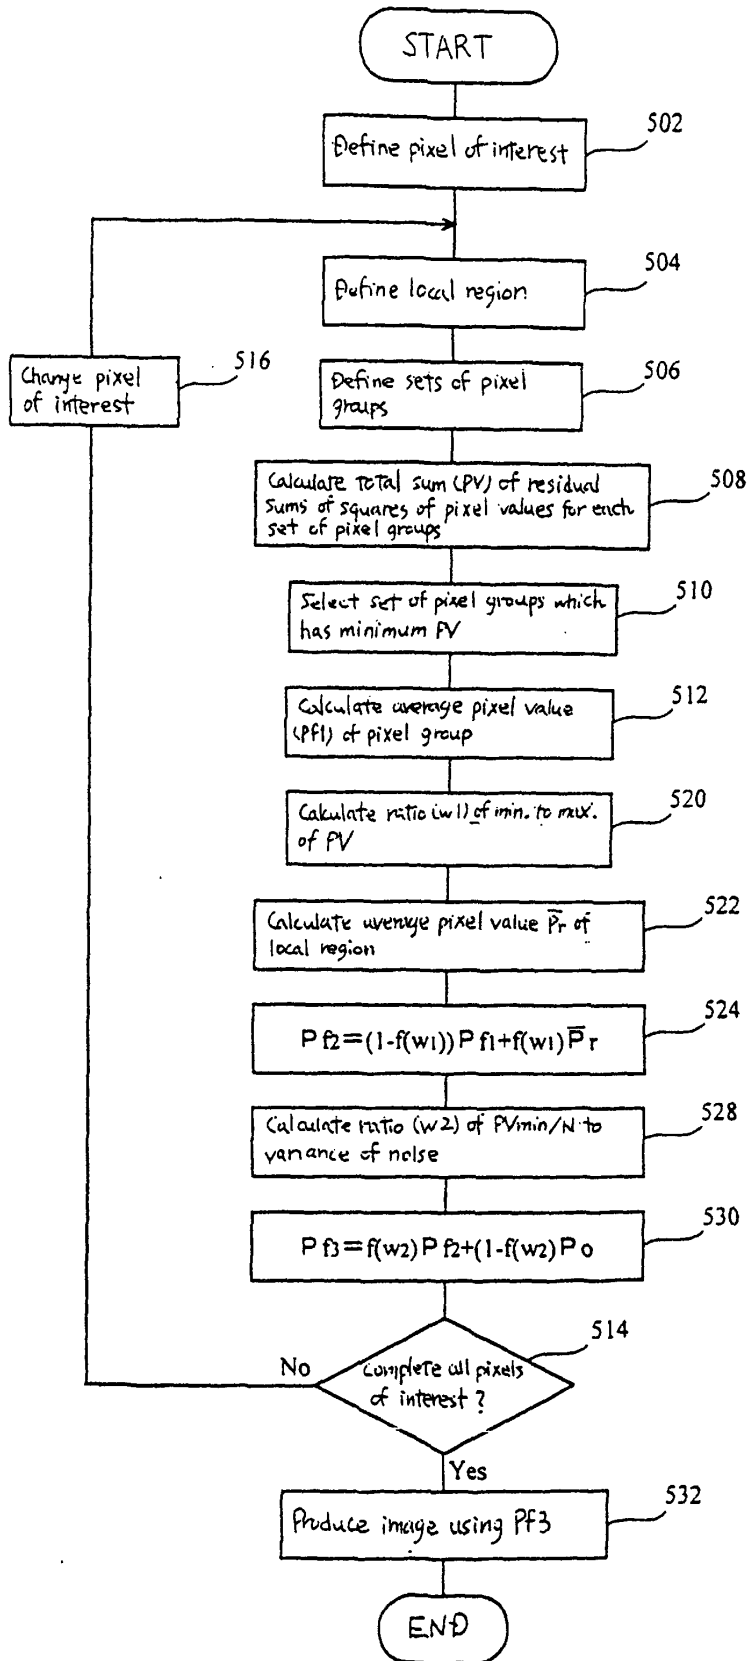 START
Define pixel of interest
502
Define local region
504
Change pixel
of interest
516
Define sets of pixel
groups
506
Calculate total sum (PV) of residual
sums of squares of pixel values for each
set of pixel groups
508
Select set of pixel groups which
has minimum PV
510
Calculate average pixel value
(Pf1) of pixel group
512
Calculate ratio (w1) of min. to max.
of PV
520
Calculate average pixel value P̅r of
local region
522
Pf2=(1-f(w1))Pf1+f(w1)P̅r
524
Calculate ratio (w2) of PVmin/N to
variance of noise
528
Pf3=f(w2)Pf2+(1-f(w2)Po
530
Complete all pixels
of interest?
514
No
Yes
Produce image using Pf3
532
END